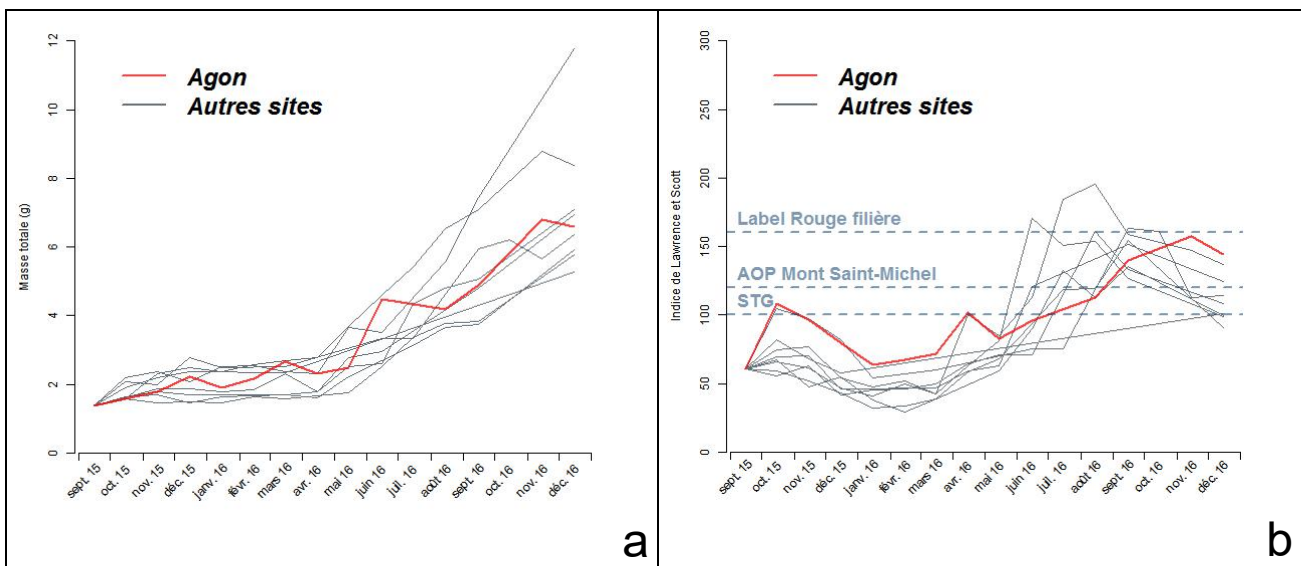 Masse totale (g)
12
10
8
6
4
2
0
Agon
Autres sites
sept. 15
oct. 15
nov. 15
déc. 15
janv. 16
févr. 16
mars 16
avr. 16
mai 16
juin 16
juil. 16
août 16
sept. 16
oct. 16
nov. 16
déc. 16
a
Indice de Lawrence et Scott
300
250
200
150
100
50
0
Agon
Autres sites
Label Rouge filière
AOP Mont Saint-Michel
STG
sept. 15
oct. 15
nov. 15
déc. 15
janv. 16
févr. 16
mars 16
avr. 16
mai 16
juin 16
juil. 16
août 16
sept. 16
oct. 16
nov. 16
déc. 16
b